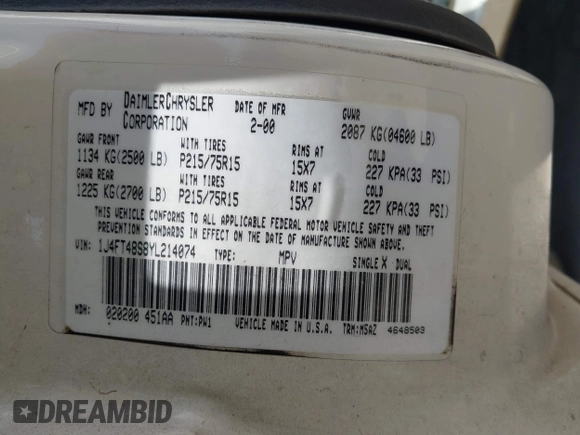 MFD BY DAIMLERCHRYSLER CORPORATION DATE OF MFR 2-00 GVWR 2087 KG(04600 LB)
GAWR FRONT WITH TIRES RIMS AT COLD
1134 KG(2500 LB) P215/75R15 15X7 227 KPA(33 PSI)
GAWR REAR WITH TIRES RIMS AT COLD
1225 KG(2700 LB) P215/75R15 15X7 227 KPA(33 PSI)
THIS VEHICLE CONFORMS TO ALL APPLICABLE FEDERAL MOTOR VEHICLE SAFETY AND THEFT
PREVENTION STANDARDS IN EFFECT ON THE DATE OF MANUFACTURE SHOWN ABOVE.
VIN: 1J4FT48S8YL214074 TYPE: MPV SINGLE X DUAL
MDH: 020200 451AA PNT:PW1 VEHICLE MADE IN U.S.A. TRM:MSAZ 4648503
DREAMBID